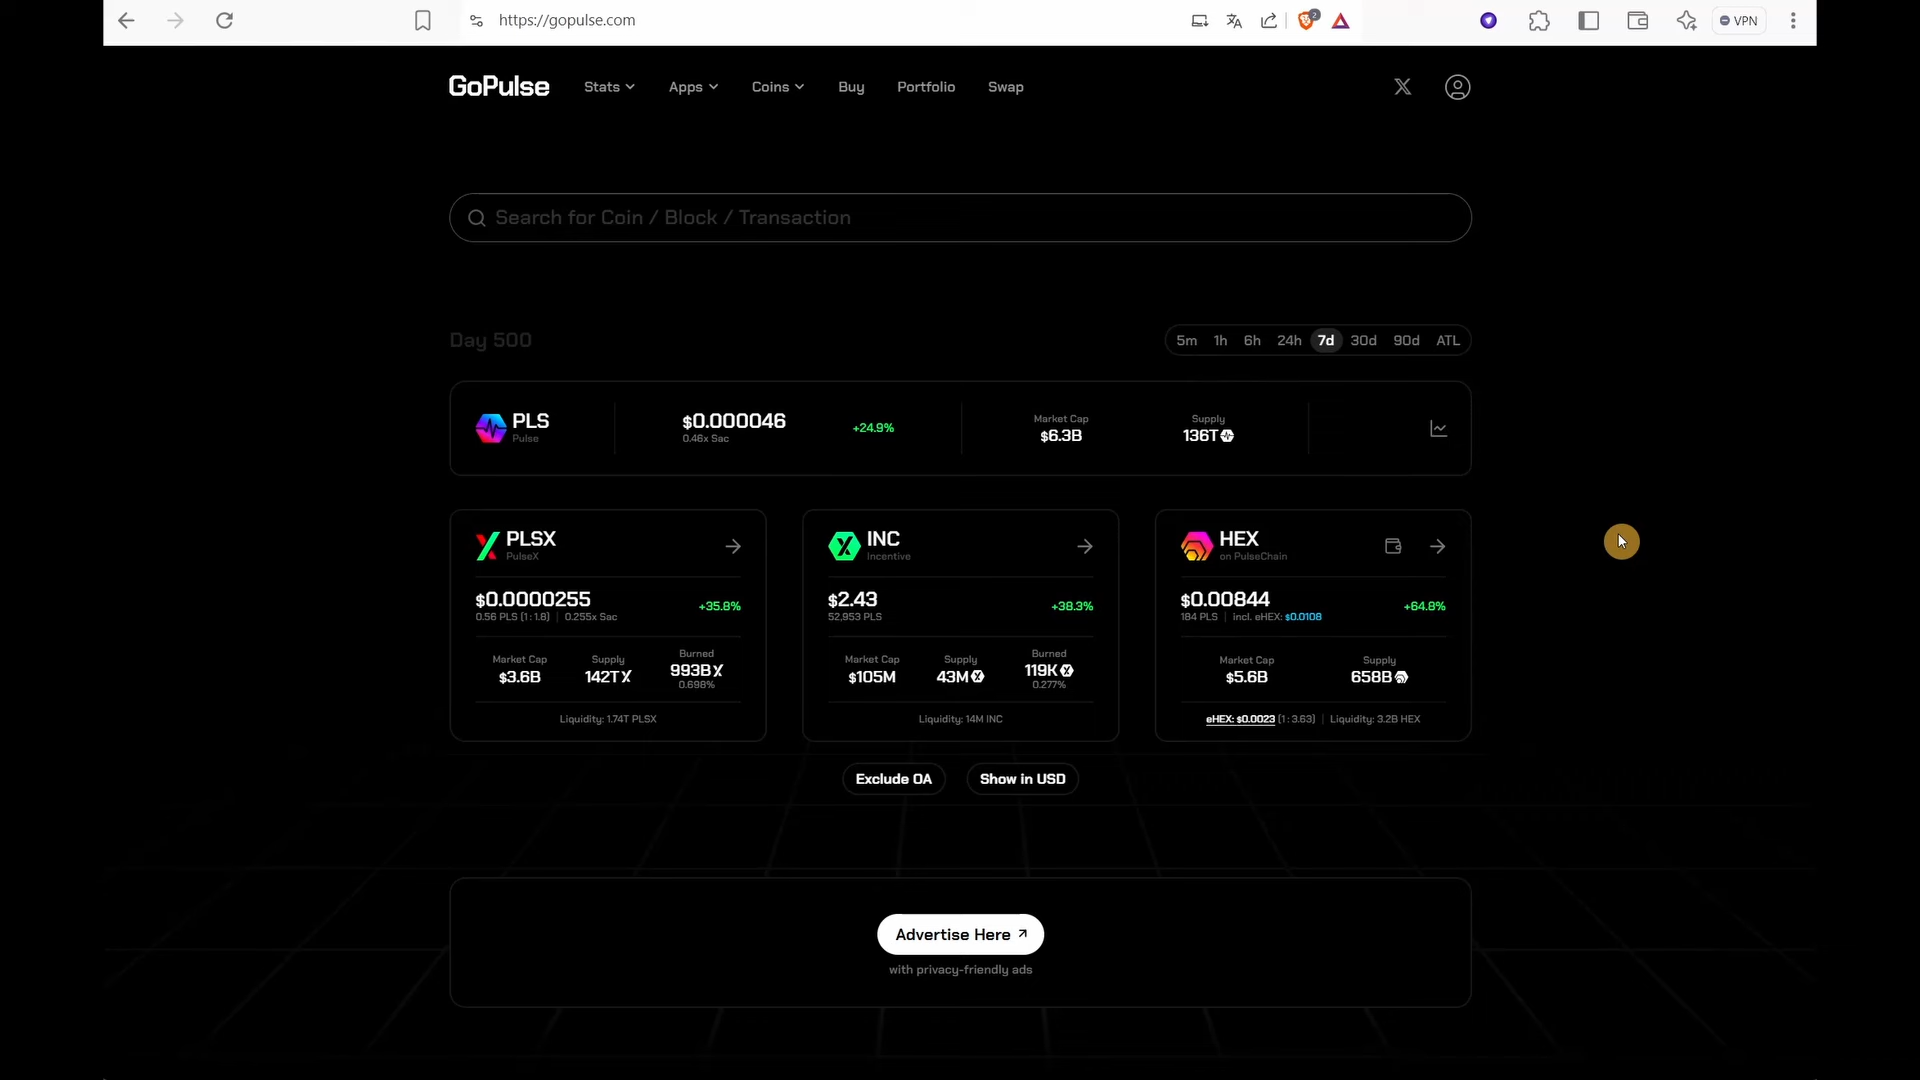 https://gopulse.com
2
VPN
GoPulse
Stats
Apps
Coins
Buy
Portfolio
Swap
Search for Coin / Block / Transaction
Day 500
5m 1h 6h 24h 7d 30d 90d ATL
PLS
Pulse
$0.000046
0.46x Sac
+24.9%
Market Cap
$6.3B
Supply
136T
PLSX
PulseX
$0.0000255
0.56 PLS (1 : 1.8) | 0.255x Sac
+35.8%
Market Cap
$3.6B
Supply
142T
Burned
993B
0.698%
Liquidity: 1.74T PLSX
INC
Incentive
$2.43
52,953 PLS
+38.3%
Market Cap
$105M
Supply
43M
Burned
119K
0.277%
Liquidity: 14M INC
HEX
on PulseChain
$0.00844
184 PLS | incl. eHEX: $0.0108
+64.8%
Market Cap
$5.6B
Supply
658B
eHEX: $0.0023 (1 : 3.63) | Liquidity: 3.2B HEX
Exclude OA
Show in USD
Advertise Here
with privacy-friendly ads